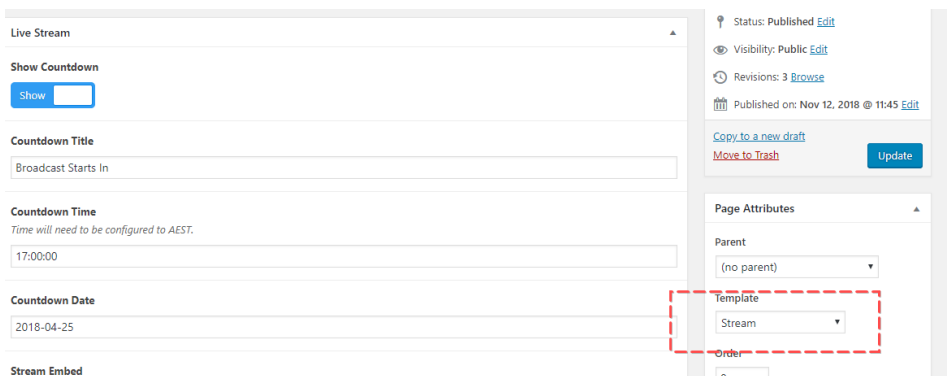 Live Stream
Show Countdown
Show
Countdown Title
Broadcast Starts In
Countdown Time
Time will need to be configured to AEST.
17:00:00
Countdown Date
2018-04-25
Stream Embed
Status: Published Edit
Visibility: Public Edit
Revisions: 3 Browse
Published on: Nov 12, 2018 @ 11:45 Edit
Copy to a new draft
Move to Trash
Update
Page Attributes
Parent
(no parent)
Template
Stream
Order